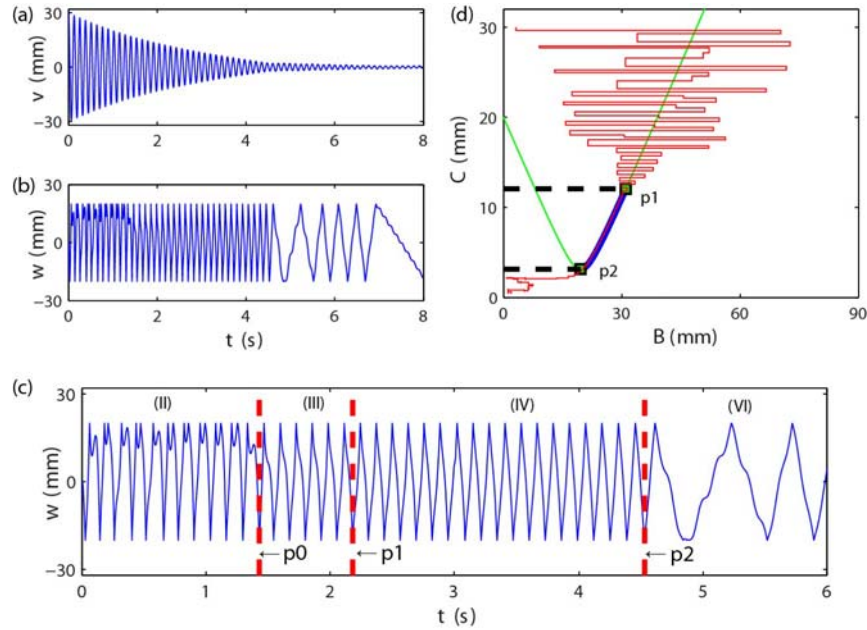 (a)
30
0
−30
v (mm)
0 2 4 6 8
(b)
30
0
−30
w (mm)
0 2 4 6 8
t (s)
(d)
30
20
10
0
C (mm)
p1
p2
0 30 60 90
B (mm)
(c)
30
0
−30
w (mm)
(II) (III) (IV) (VI)
←p0 ←p1 ←p2
0 1 2 3 4 5 6
t (s)